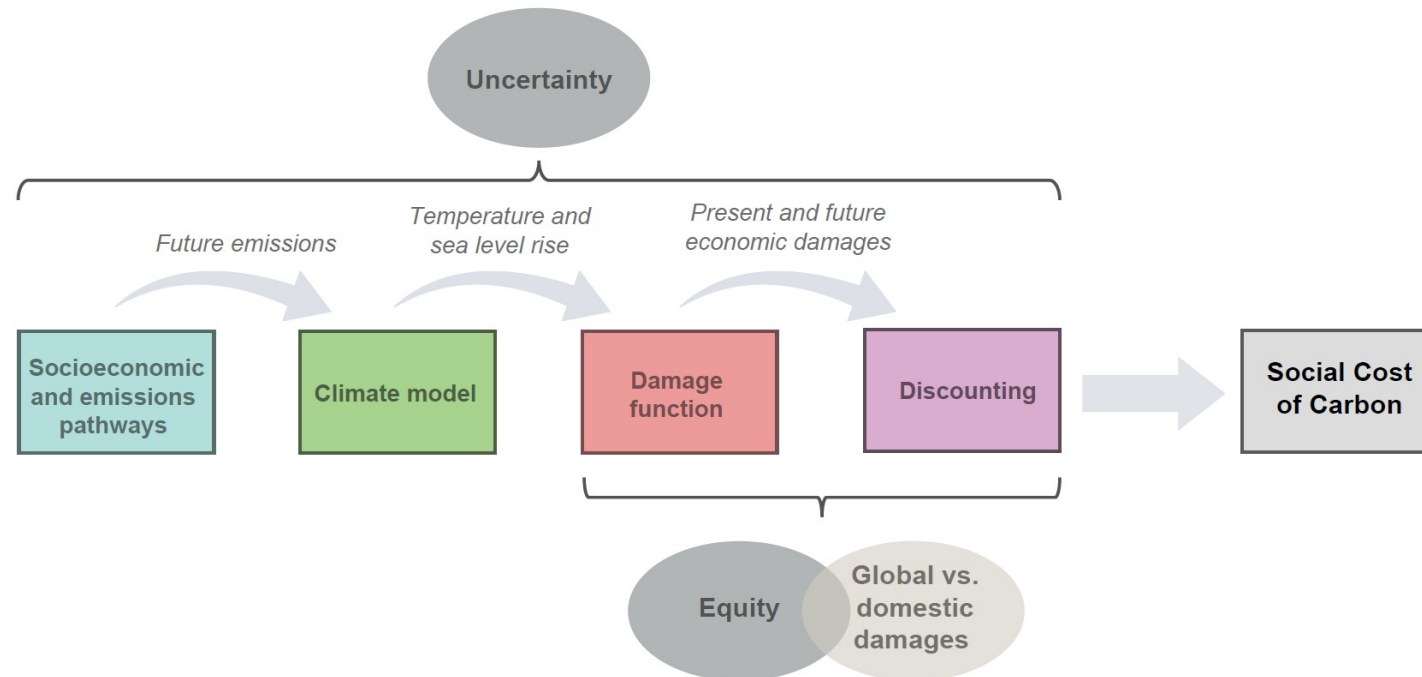 Uncertainty
Future emissions
Temperature and
sea level rise
Present and future
economic damages
Socioeconomic
and emissions
pathways
Climate model
Damage
function
Discounting
Social Cost
of Carbon
Equity
Global vs.
domestic
damages